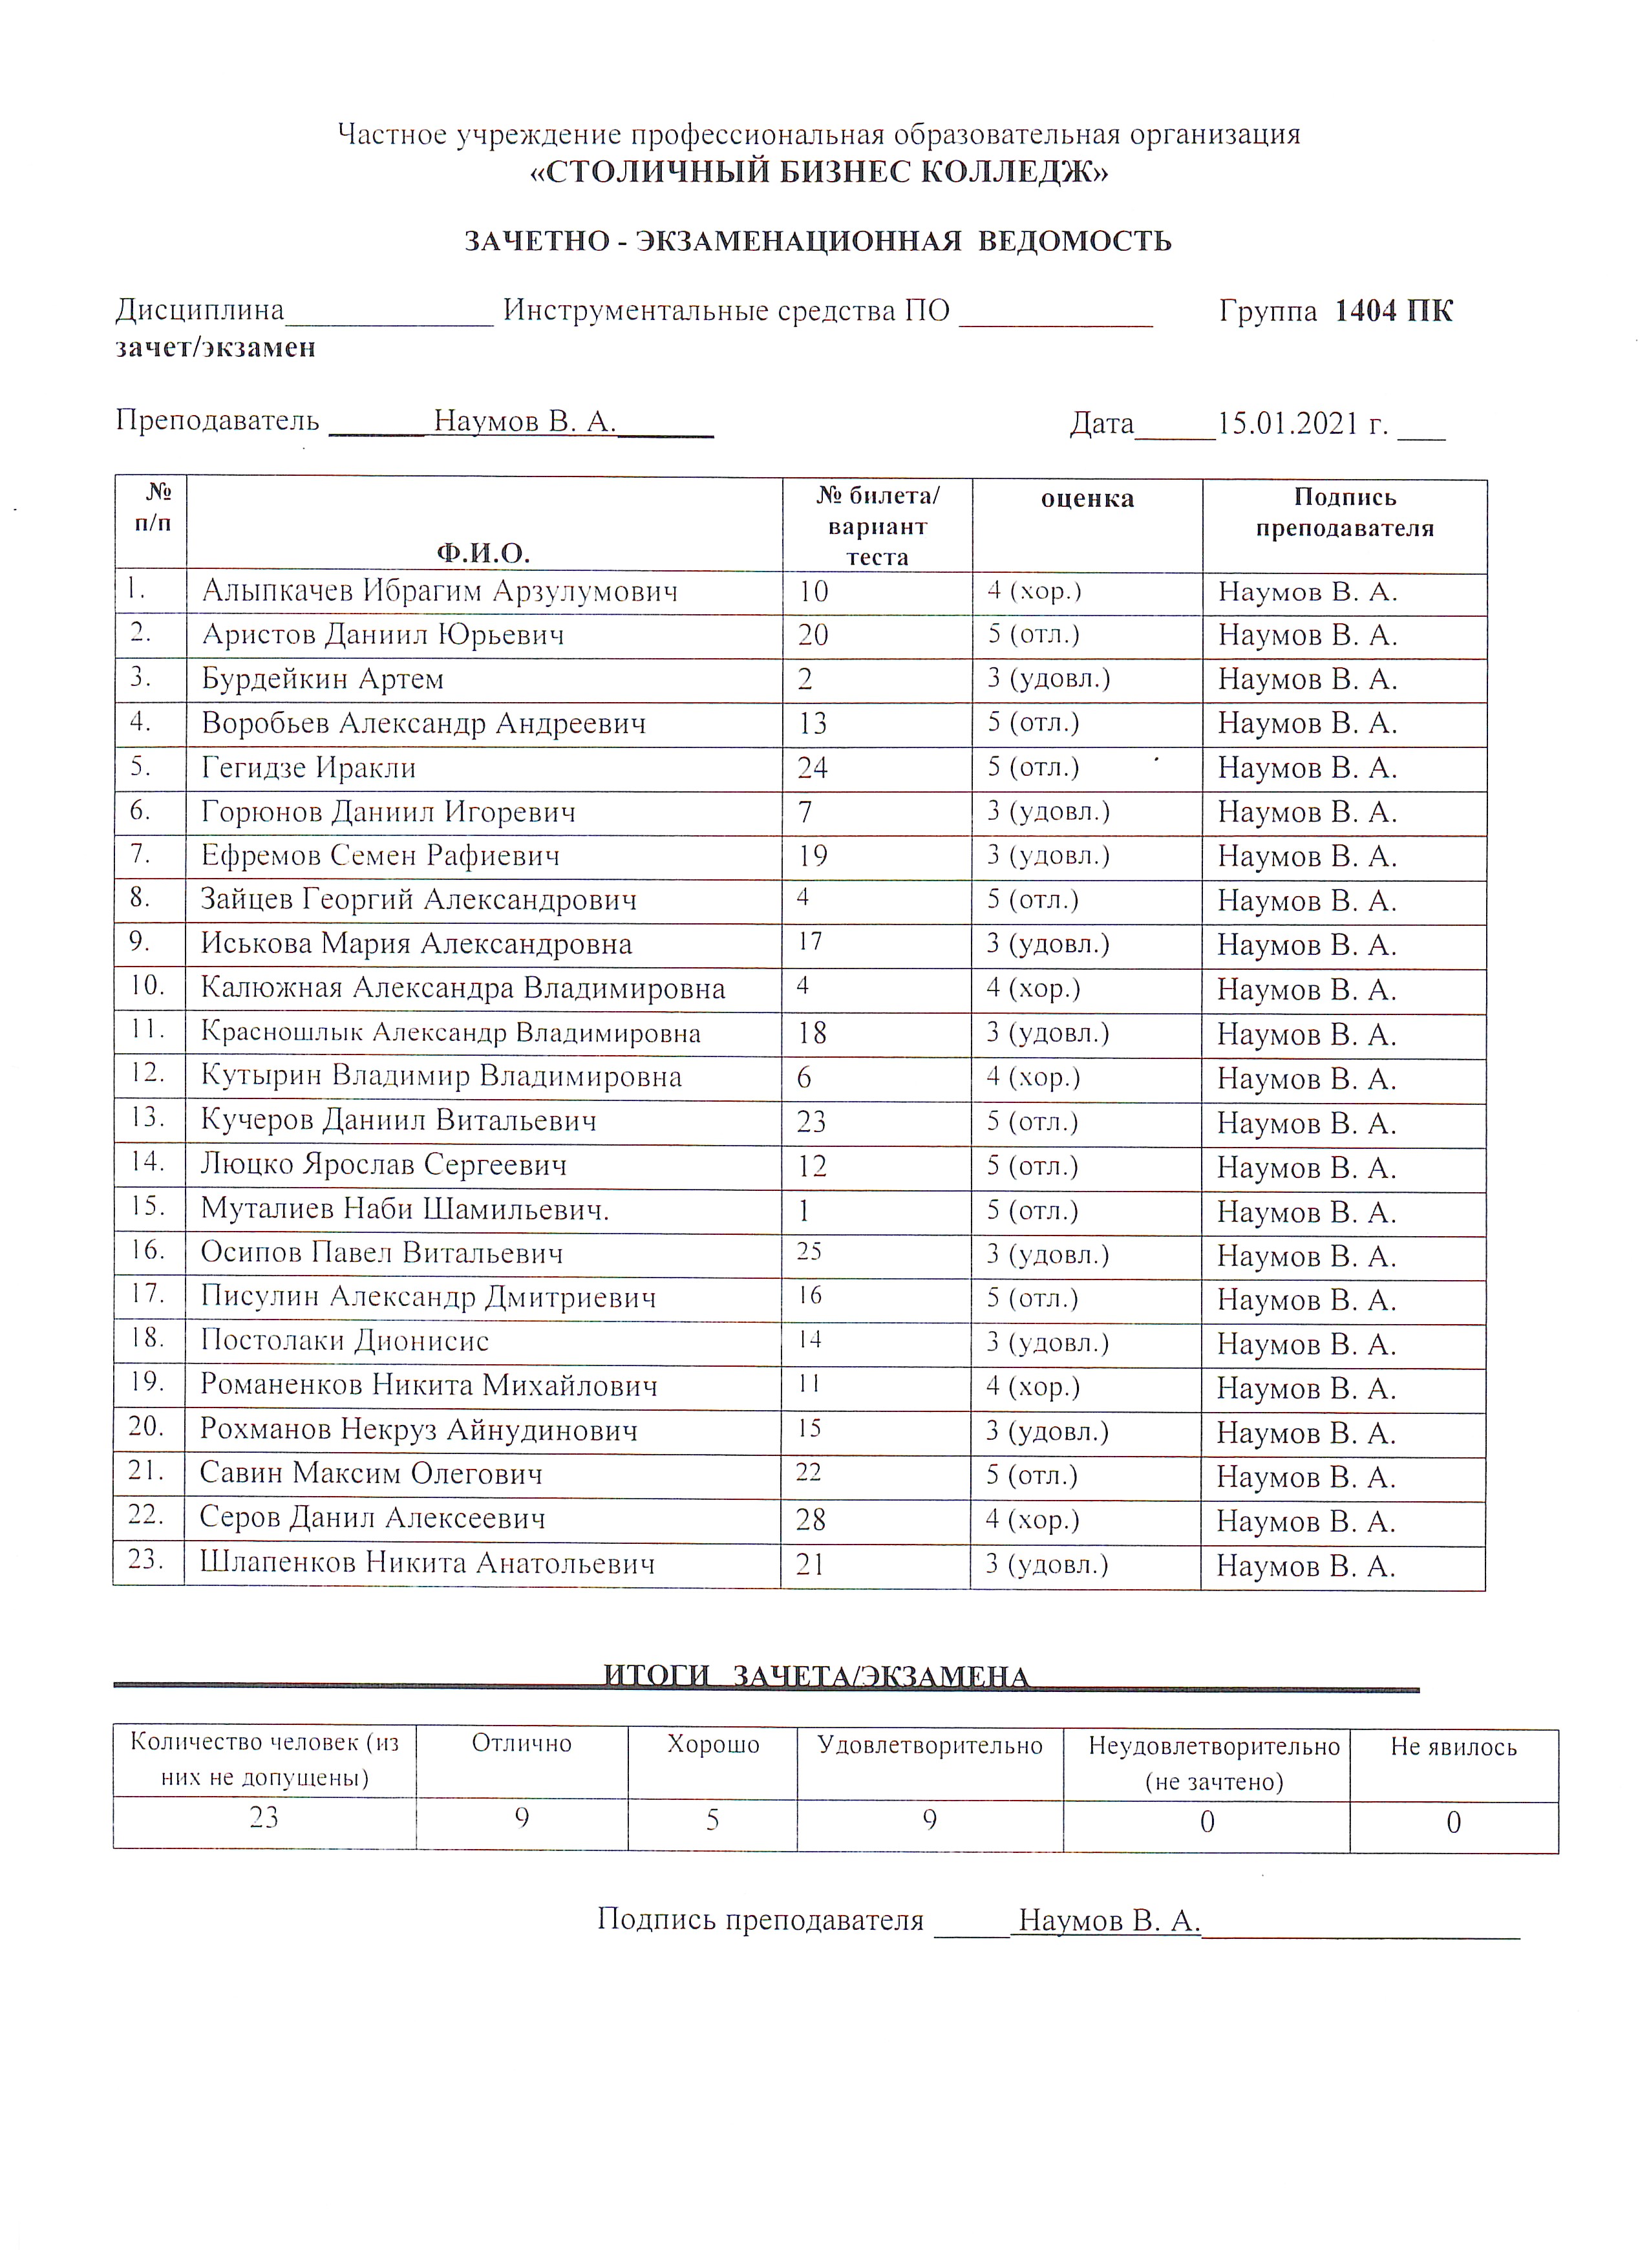 Частное учреждение профессиональная образовательная организация
«СТОЛИЧНЫЙ БИЗНЕС КОЛЛЕДЖ»
ЗАЧЕТНО - ЭКЗАМЕНАЦИОННАЯ ВЕДОМОСТЬ
Дисциплина_____________ Инструментальные средства ПО ____________ Группа 1404 ПК
зачет/экзамен
Преподаватель ______Наумов В. А.______ Дата_____15.01.2021 г. ___
№ п/п Ф.И.О. № билета/ вариант теста оценка Подпись преподавателя
1. Алыпкачев Ибрагим Арзулумович 10 4 (хор.) Наумов В. А.
2. Аристов Даниил Юрьевич 20 5 (отл.) Наумов В. А.
3. Бурдейкин Артем 2 3 (удовл.) Наумов В. А.
4. Воробьев Александр Андреевич 13 5 (отл.) Наумов В. А.
5. Гегидзе Иракли 24 5 (отл.) Наумов В. А.
6. Горюнов Даниил Игоревич 7 3 (удовл.) Наумов В. А.
7. Ефремов Семен Рафиевич 19 3 (удовл.) Наумов В. А.
8. Зайцев Георгий Александрович 4 5 (отл.) Наумов В. А.
9. Иськова Мария Александровна 17 3 (удовл.) Наумов В. А.
10. Калюжная Александра Владимировна 4 4 (хор.) Наумов В. А.
11. Красношлык Александр Владимировна 18 3 (удовл.) Наумов В. А.
12. Кутырин Владимир Владимировна 6 4 (хор.) Наумов В. А.
13. Кучеров Даниил Витальевич 23 5 (отл.) Наумов В. А.
14. Люцко Ярослав Сергеевич 12 5 (отл.) Наумов В. А.
15. Муталиев Наби Шамильевич. 1 5 (отл.) Наумов В. А.
16. Осипов Павел Витальевич 25 3 (удовл.) Наумов В. А.
17. Писулин Александр Дмитриевич 16 5 (отл.) Наумов В. А.
18. Постолаки Дионисис 14 3 (удовл.) Наумов В. А.
19. Романенков Никита Михайлович 11 4 (хор.) Наумов В. А.
20. Рохманов Некруз Айнудинович 15 3 (удовл.) Наумов В. А.
21. Савин Максим Олегович 22 5 (отл.) Наумов В. А.
22. Серов Данил Алексеевич 28 4 (хор.) Наумов В. А.
23. Шлапенков Никита Анатольевич 21 3 (удовл.) Наумов В. А.
ИТОГИ ЗАЧЕТА/ЭКЗАМЕНА
Количество человек (из них не допущены) Отлично Хорошо Удовлетворительно Неудовлетворительно (не зачтено) Не явилось
23 9 5 9 0 0
Подпись преподавателя _____Наумов В. А.____________________